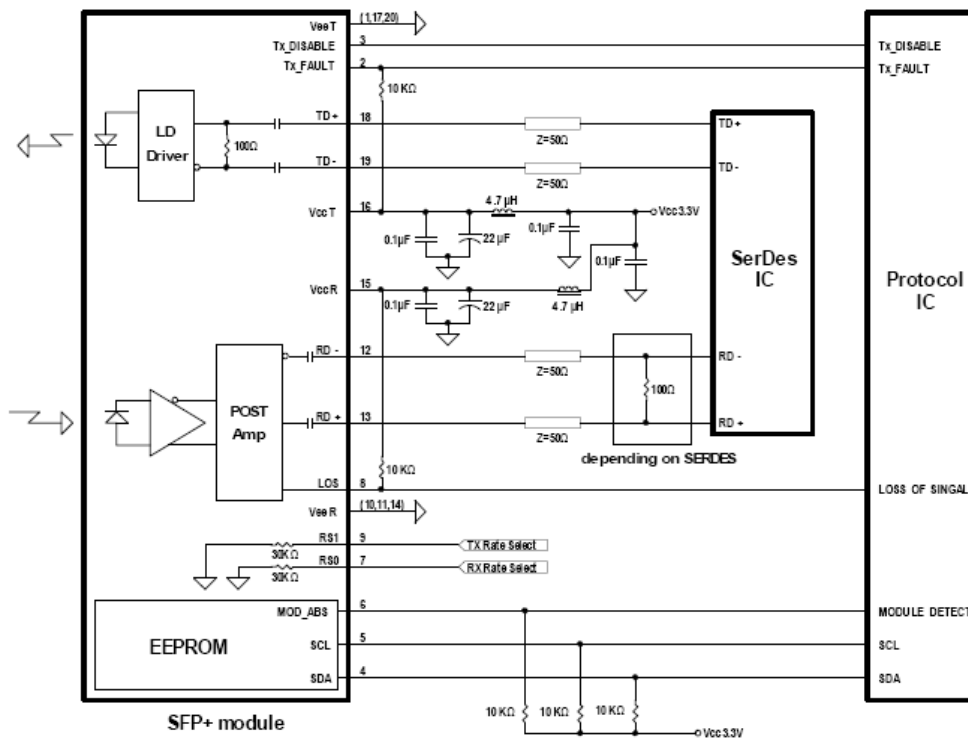 VeeT (1,17,20)
Tx_DISABLE 3 Tx_DISABLE
Tx_FAULT 2 Tx_FAULT
10 KΩ
LD Driver
100Ω
TD+ 18 Z=50Ω TD+
TD - 19 Z=50Ω TD -
VccT 16 4.7 µH Vcc3.3V
0.1µF 22 µF 0.1µF 0.1µF
SerDes IC
Protocol IC
VccR 15
0.1µF 22 µF 4.7 µH
RD - 12 Z=50Ω RD -
100Ω
POST Amp
RD + 13 Z=50Ω RD +
depending on SERDES
10 KΩ
LOS 8 LOSS OF SINGAL
VeeR (10,11,14)
RS1 9 TX Rate Select
30KΩ
RS0 7 RX Rate Select
30KΩ
MOD_ABS 6 MODULE DETECT
EEPROM
SCL 5 SCL
SDA 4 SDA
10 KΩ 10 KΩ 10 KΩ
Vcc3.3V
SFP+ module